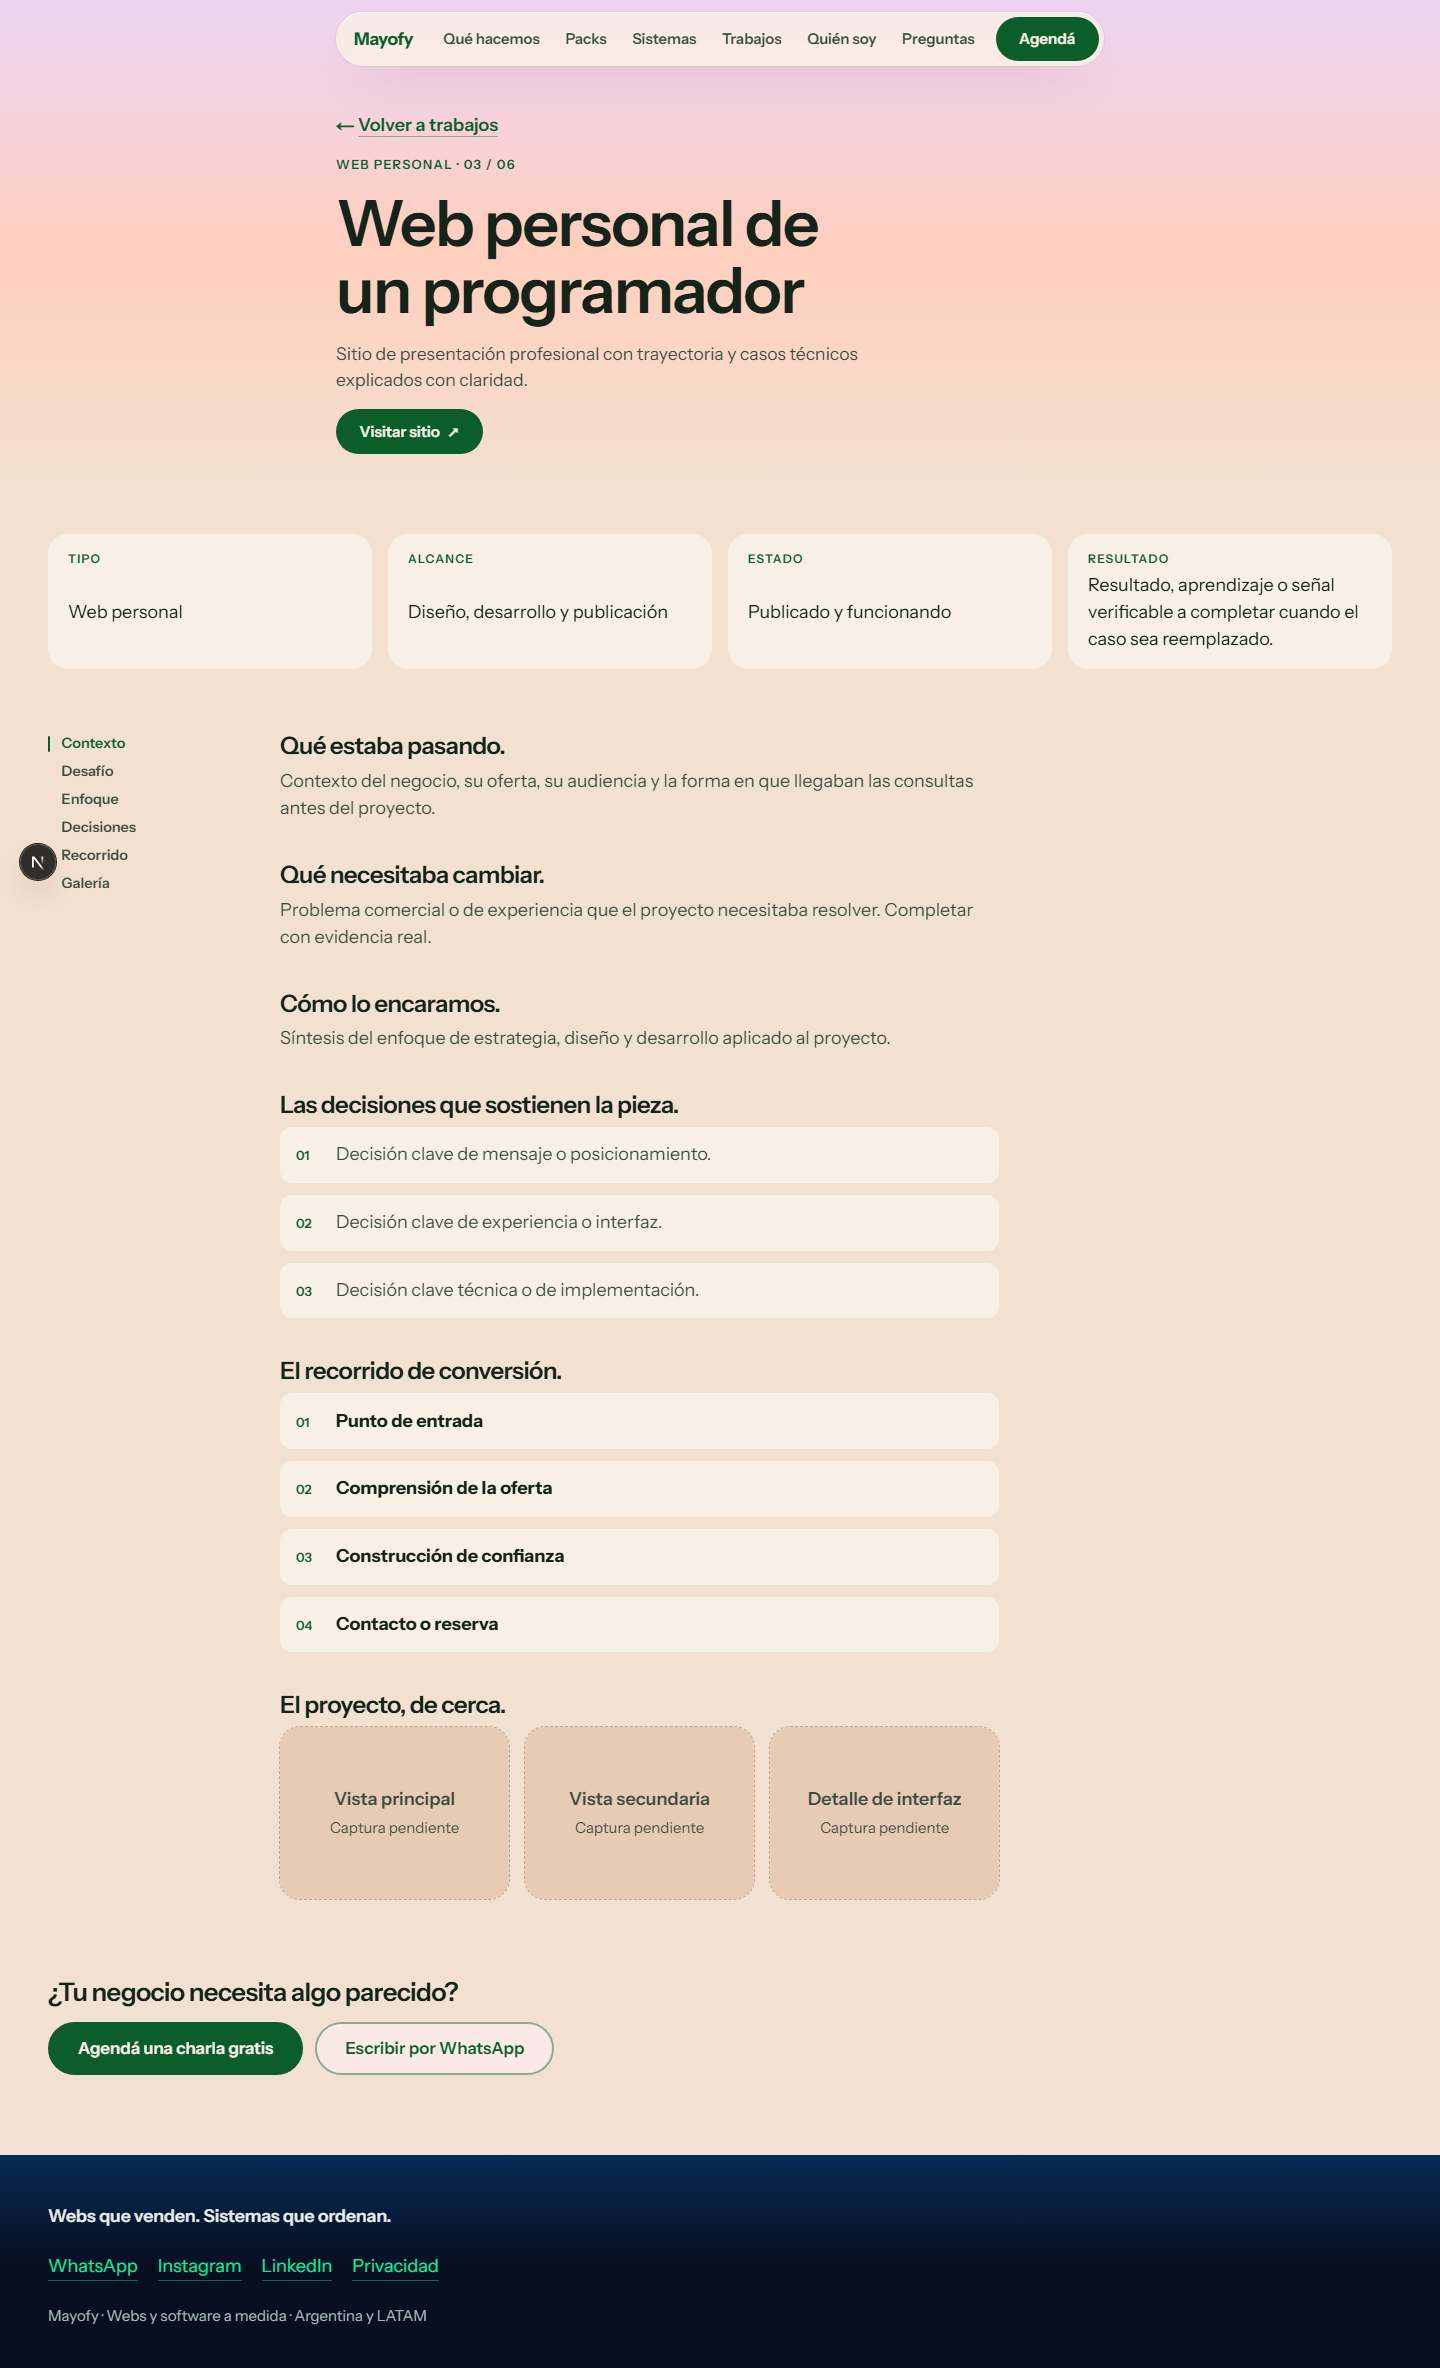 Mayofy
Qué hacemos
Packs
Sistemas
Trabajos
Quién soy
Preguntas
Agendá
← Volver a trabajos
WEB PERSONAL · 03 / 06
Web personal de
un programador
Sitio de presentación profesional con trayectoria y casos técnicos
explicados con claridad.
Visitar sitio ↗
TIPO
Web personal
ALCANCE
Diseño, desarrollo y publicación
ESTADO
Publicado y funcionando
RESULTADO
Resultado, aprendizaje o señal
verificable a completar cuando el
caso sea reemplazado.
Contexto
Desafío
Enfoque
Decisiones
Recorrido
Galería
N
Qué estaba pasando.
Contexto del negocio, su oferta, su audiencia y la forma en que llegaban las consultas
antes del proyecto.
Qué necesitaba cambiar.
Problema comercial o de experiencia que el proyecto necesitaba resolver. Completar
con evidencia real.
Cómo lo encaramos.
Síntesis del enfoque de estrategia, diseño y desarrollo aplicado al proyecto.
Las decisiones que sostienen la pieza.
01 Decisión clave de mensaje o posicionamiento.
02 Decisión clave de experiencia o interfaz.
03 Decisión clave técnica o de implementación.
El recorrido de conversión.
01 Punto de entrada
02 Comprensión de la oferta
03 Construcción de confianza
04 Contacto o reserva
El proyecto, de cerca.
Vista principal
Captura pendiente
Vista secundaria
Captura pendiente
Detalle de interfaz
Captura pendiente
¿Tu negocio necesita algo parecido?
Agendá una charla gratis
Escribir por WhatsApp
Webs que venden. Sistemas que ordenan.
WhatsApp
Instagram
LinkedIn
Privacidad
Mayofy · Webs y software a medida · Argentina y LATAM